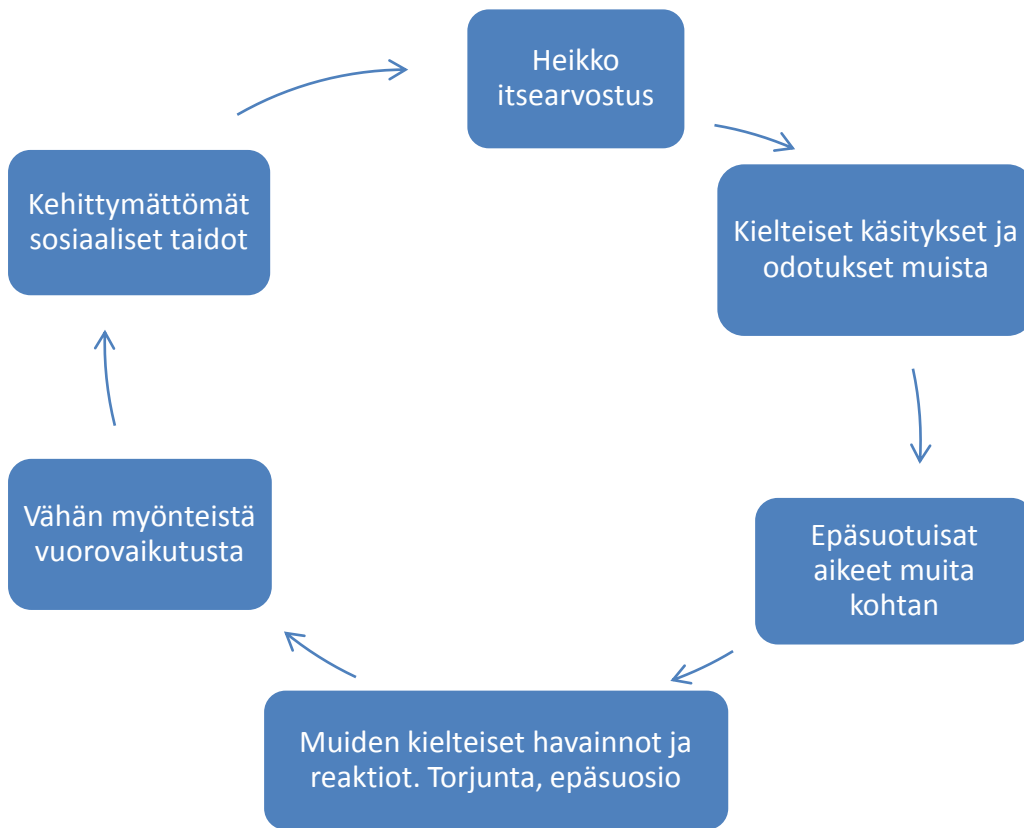 Heikko
itsearvostus
Kielteiset käsitykset ja
odotukset muista
Epäsuotuisat
aikeet muita
kohtan
Muiden kielteiset havainnot ja
reaktiot. Torjunta, epäsuosio
Vähän myönteistä
vuorovaikutusta
Kehittymättömät
sosiaaliset taidot